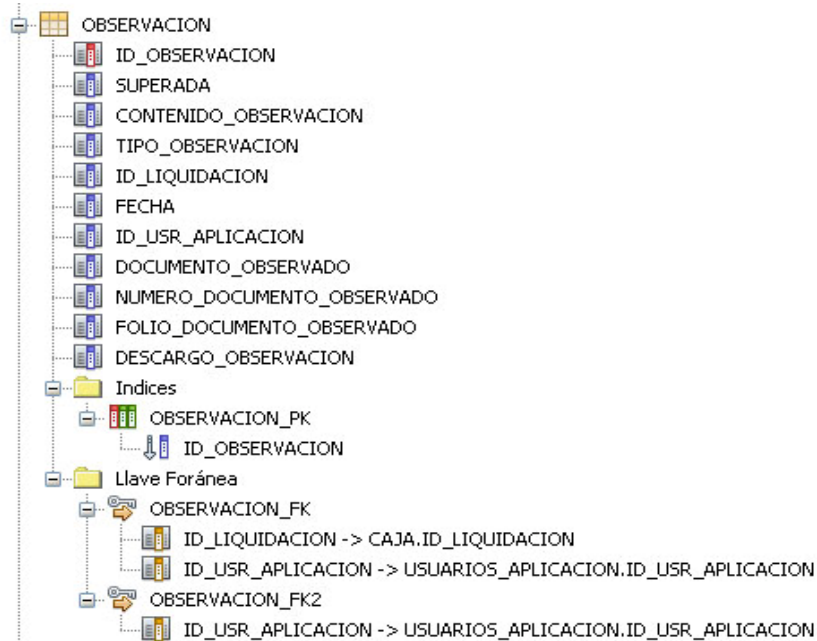 OBSERVACION
ID_OBSERVACION
SUPERADA
CONTENIDO_OBSERVACION
TIPO_OBSERVACION
ID_LIQUIDACION
FECHA
ID_USR_APLICACION
DOCUMENTO_OBSERVADO
NUMERO_DOCUMENTO_OBSERVADO
FOLIO_DOCUMENTO_OBSERVADO
DESCARGO_OBSERVACION
Indices
OBSERVACION_PK
ID_OBSERVACION
Llave Foránea
OBSERVACION_FK
ID_LIQUIDACION -> CAJA.ID_LIQUIDACION
ID_USR_APLICACION -> USUARIOS_APLICACION.ID_USR_APLICACION
OBSERVACION_FK2
ID_USR_APLICACION -> USUARIOS_APLICACION.ID_USR_APLICACION